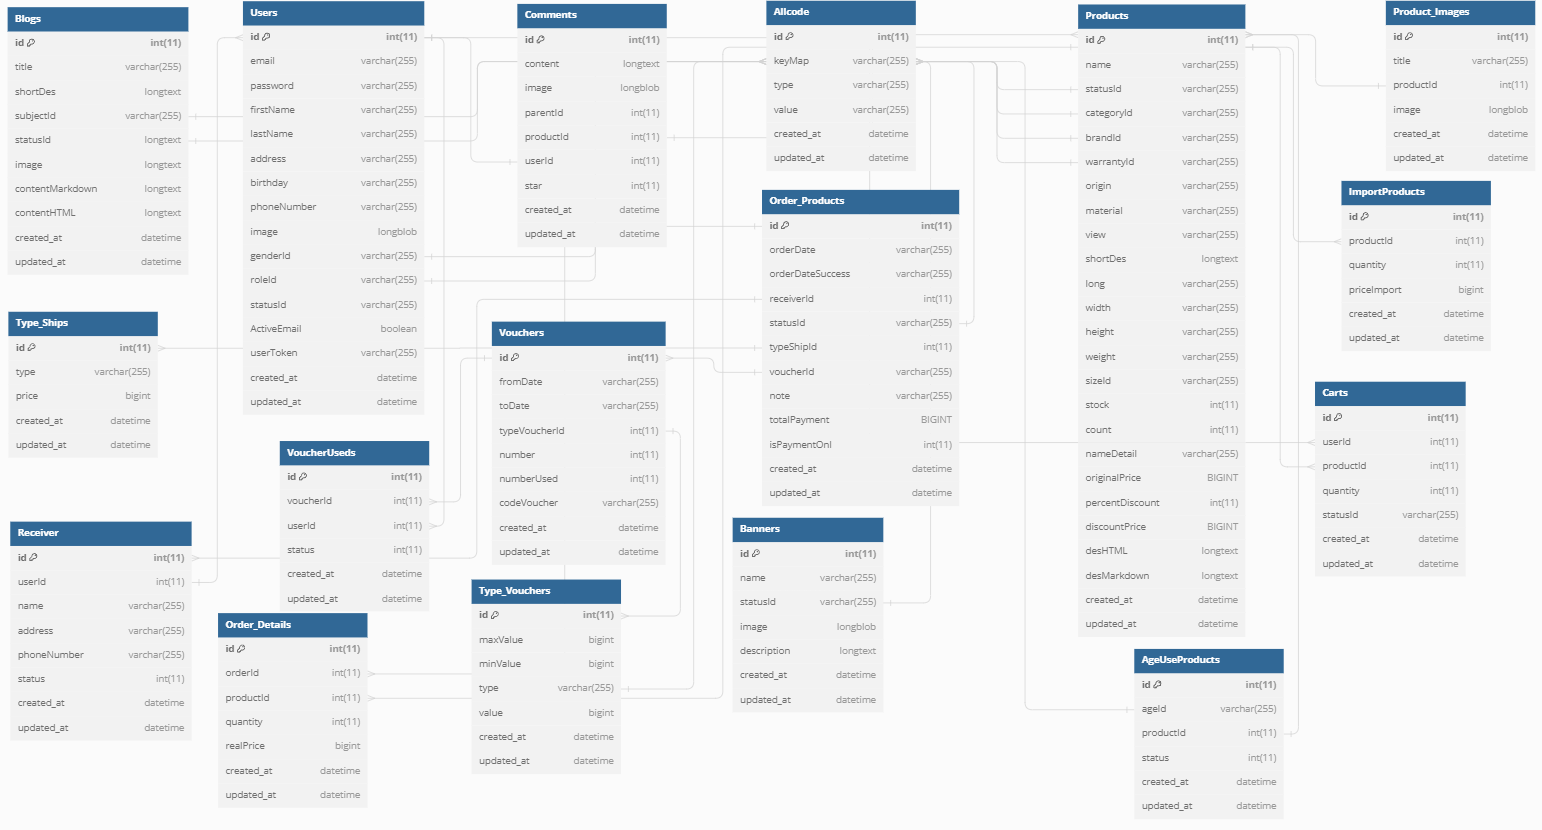 Blogs
id int(11)
title varchar(255)
shortDes longtext
subjectId varchar(255)
statusId longtext
image longtext
contentMarkdown longtext
contentHTML longtext
created_at datetime
updated_at datetime
Users
id int(11)
email varchar(255)
password varchar(255)
firstName varchar(255)
lastName varchar(255)
address varchar(255)
birthday varchar(255)
phoneNumber varchar(255)
image longblob
genderId varchar(255)
roleId varchar(255)
statusId varchar(255)
ActiveEmail boolean
userToken varchar(255)
created_at datetime
updated_at datetime
Comments
id int(11)
content longtext
image longblob
parentId int(11)
productId int(11)
userId int(11)
star int(11)
created_at datetime
updated_at datetime
Allcode
id int(11)
keyMap varchar(255)
type varchar(255)
value varchar(255)
created_at datetime
updated_at datetime
Products
id int(11)
name varchar(255)
statusId varchar(255)
categoryId varchar(255)
brandId varchar(255)
warrantyId varchar(255)
origin varchar(255)
material varchar(255)
view varchar(255)
shortDes longtext
long varchar(255)
width varchar(255)
height varchar(255)
weight varchar(255)
sizeId varchar(255)
stock int(11)
count int(11)
nameDetail varchar(255)
originalPrice BIGINT
percentDiscount int(11)
discountPrice BIGINT
desHTML longtext
desMarkdown longtext
created_at datetime
updated_at datetime
Product_Images
id int(11)
title varchar(255)
productId int(11)
image longblob
created_at datetime
updated_at datetime
Order_Products
id int(11)
orderDate varchar(255)
orderDateSuccess varchar(255)
receiverId int(11)
statusId varchar(255)
typeShipId int(11)
voucherId varchar(255)
note varchar(255)
totalPayment BIGINT
isPaymentOnl int(11)
created_at datetime
updated_at datetime
ImportProducts
id int(11)
productId int(11)
quantity int(11)
priceImport bigint
created_at datetime
updated_at datetime
Type_Ships
id int(11)
type varchar(255)
price bigint
created_at datetime
updated_at datetime
Vouchers
id int(11)
fromDate varchar(255)
toDate varchar(255)
typeVoucherId int(11)
number int(11)
numberUsed int(11)
codeVoucher varchar(255)
created_at datetime
updated_at datetime
Carts
id int(11)
userId int(11)
productId int(11)
quantity int(11)
statusId varchar(255)
created_at datetime
updated_at datetime
VoucherUseds
id int(11)
voucherId int(11)
userId int(11)
status int(11)
created_at datetime
updated_at datetime
Receiver
id int(11)
userId int(11)
name varchar(255)
address varchar(255)
phoneNumber varchar(255)
status int(11)
created_at datetime
updated_at datetime
Banners
id int(11)
name varchar(255)
statusId varchar(255)
image longblob
description longtext
created_at datetime
updated_at datetime
Type_Vouchers
id int(11)
maxValue bigint
minValue bigint
type varchar(255)
value bigint
created_at datetime
updated_at datetime
Order_Details
id int(11)
orderId int(11)
productId int(11)
quantity int(11)
realPrice bigint
created_at datetime
updated_at datetime
AgeUseProducts
id int(11)
ageId varchar(255)
productId int(11)
status int(11)
created_at datetime
updated_at datetime